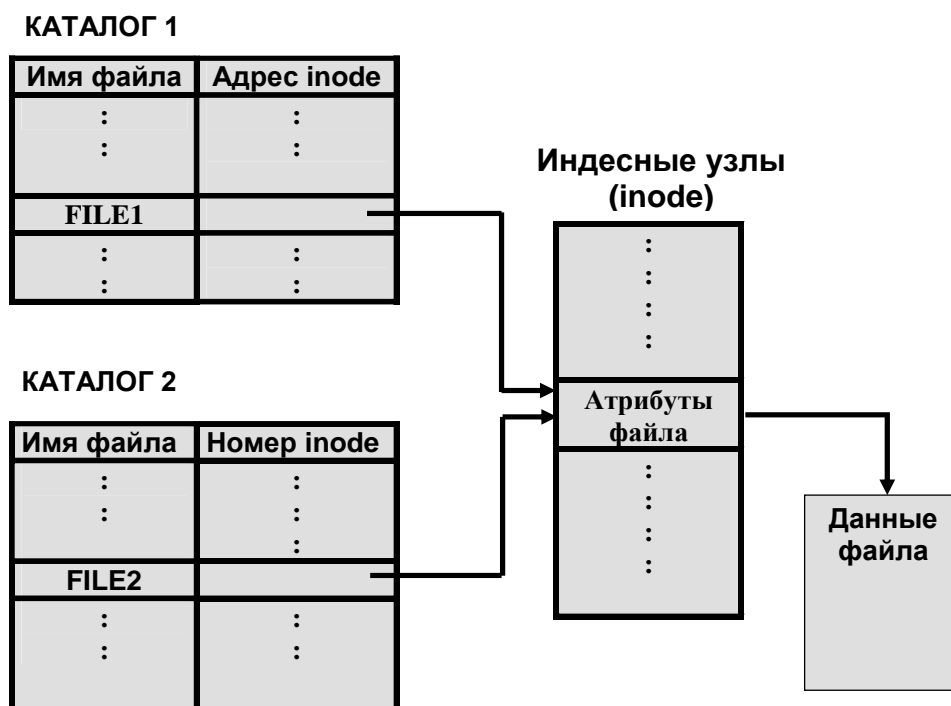 КАТАЛОГ 1
Имя файла Адрес inode
: :
: :
FILE1
: :
: :
КАТАЛОГ 2
Имя файла Номер inode
: :
: :
:
FILE2
: :
: :
Индесные узлы
(inode)
:
:
:
:
Атрибуты
файла
:
:
:
:
Данные
файла